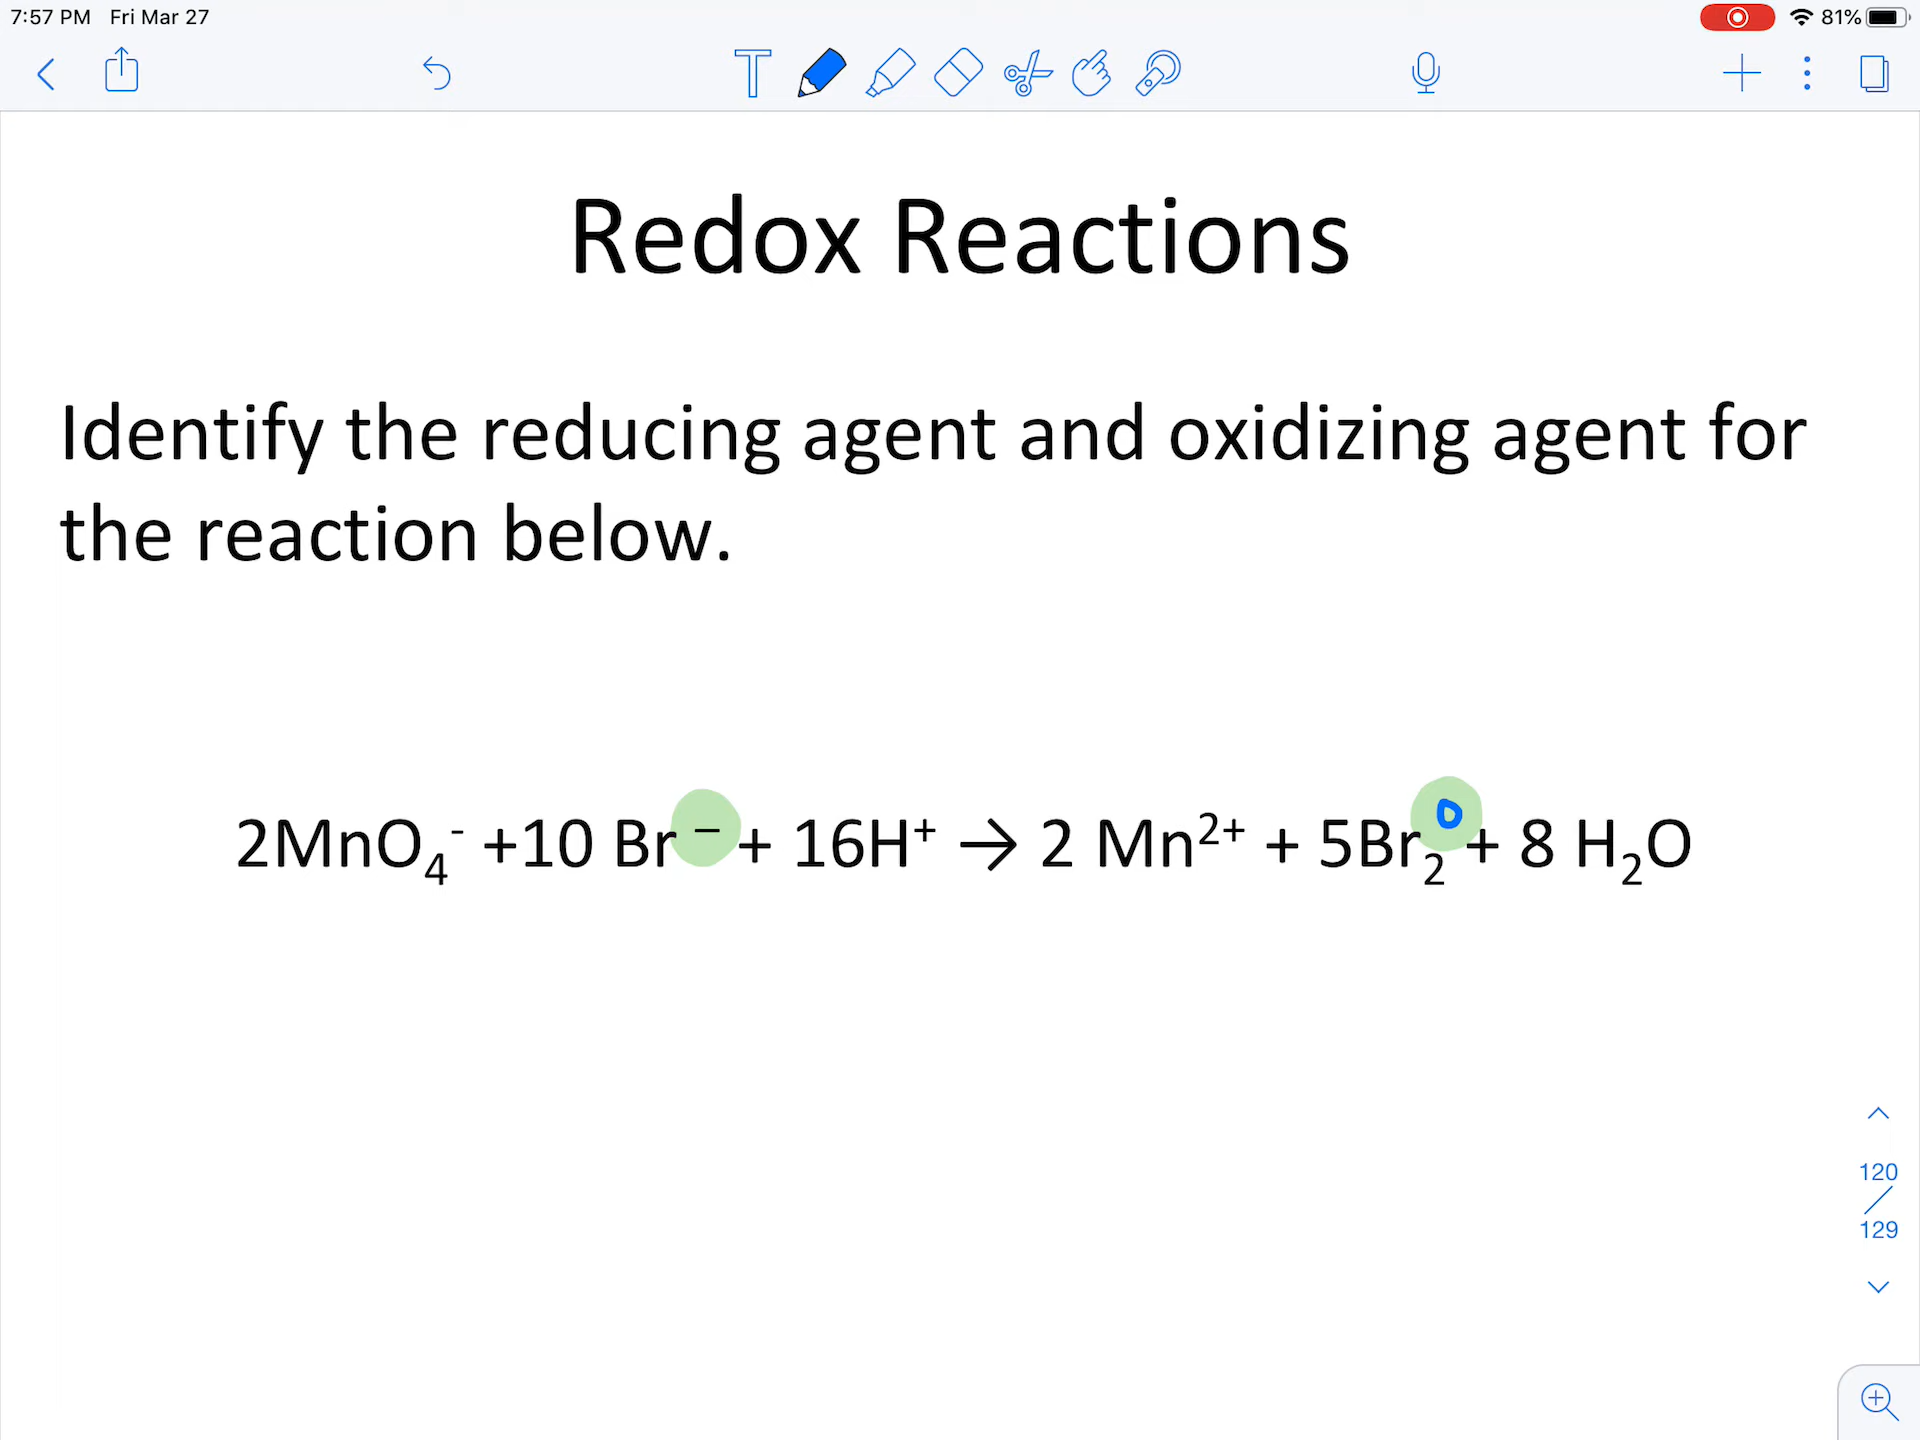 7:57 PM Fri Mar 27 81%
T
Redox Reactions
Identify the reducing agent and oxidizing agent for
the reaction below.
2MnO₄⁻ +10 Br ⁻ + 16H⁺ → 2 Mn²⁺ + 5Br₂⁰ + 8 H₂O
120
/
129